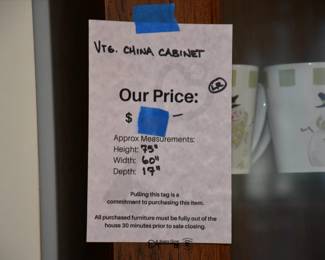 VTG. CHINA CABINET
LR
Our Price:
$ –
Approx Measurements:
Height: 75"
Width: 60"
Depth: 17"
Pulling this tag is a
commitment to purchasing this item.
All purchased furniture must be fully out of the
house 30 minutes prior to sale closing.